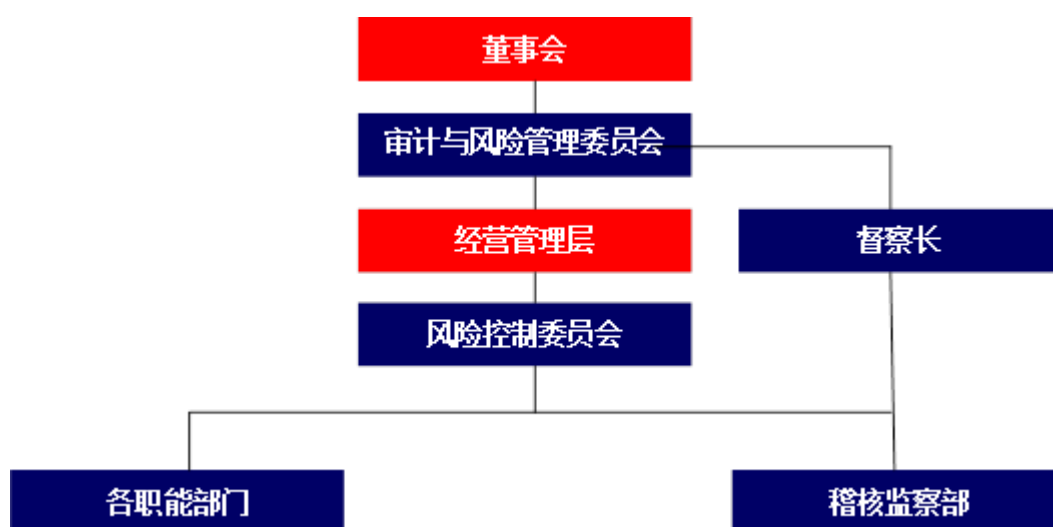 董事会
审计与风险管理委员会
经营管理层
督察长
风险控制委员会
各职能部门
稽核监察部